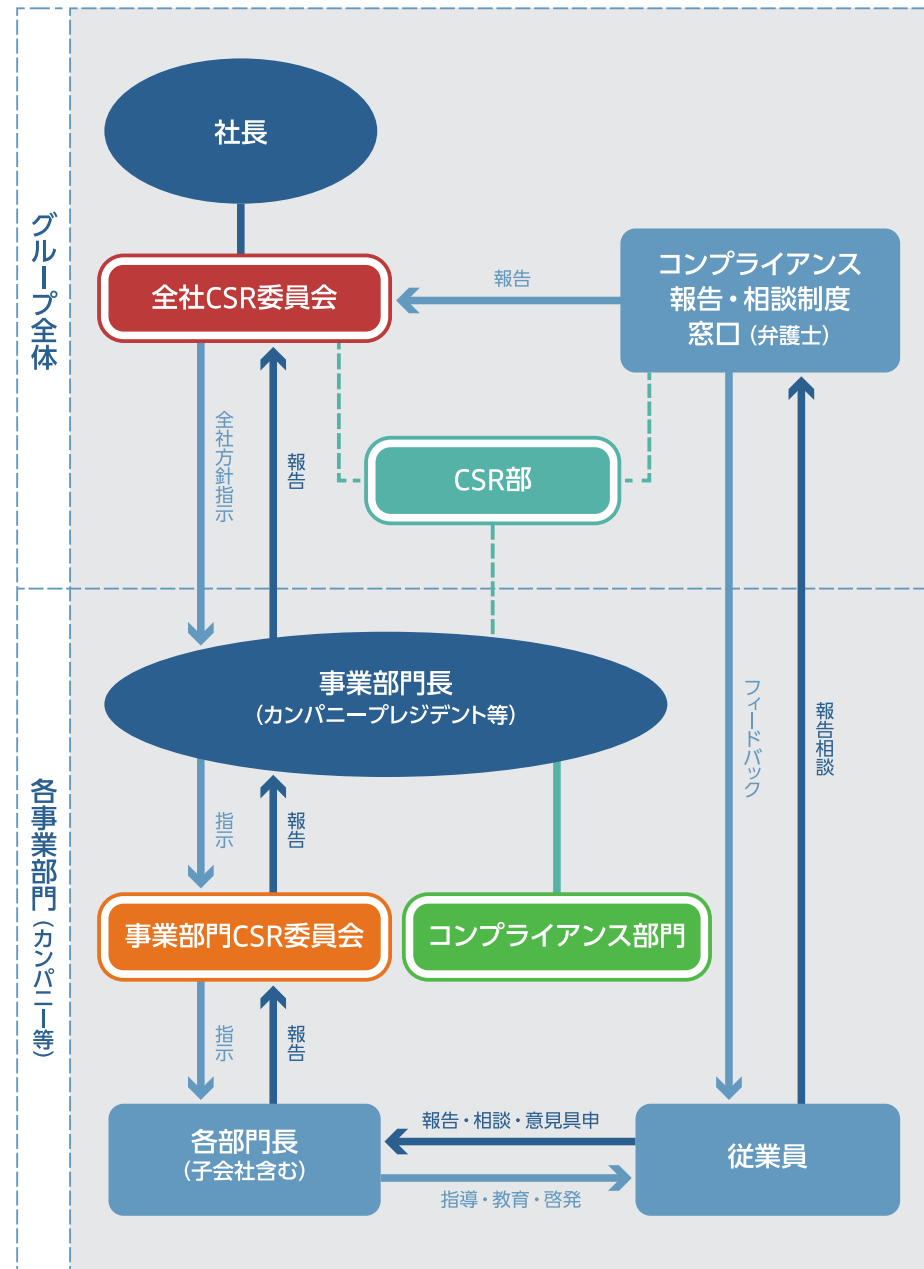 グループ全体
社長
全社CSR委員会
報告
コンプライアンス
報告・相談制度
窓口（弁護士）
全社方針指示
報告
CSR部
各事業部門（カンパニー等）
事業部門長
（カンパニープレジデント等）
フィードバック
報告相談
指示
報告
事業部門CSR委員会
コンプライアンス部門
指示
報告
各部門長
（子会社含む）
報告・相談・意見具申
指導・教育・啓発
従業員